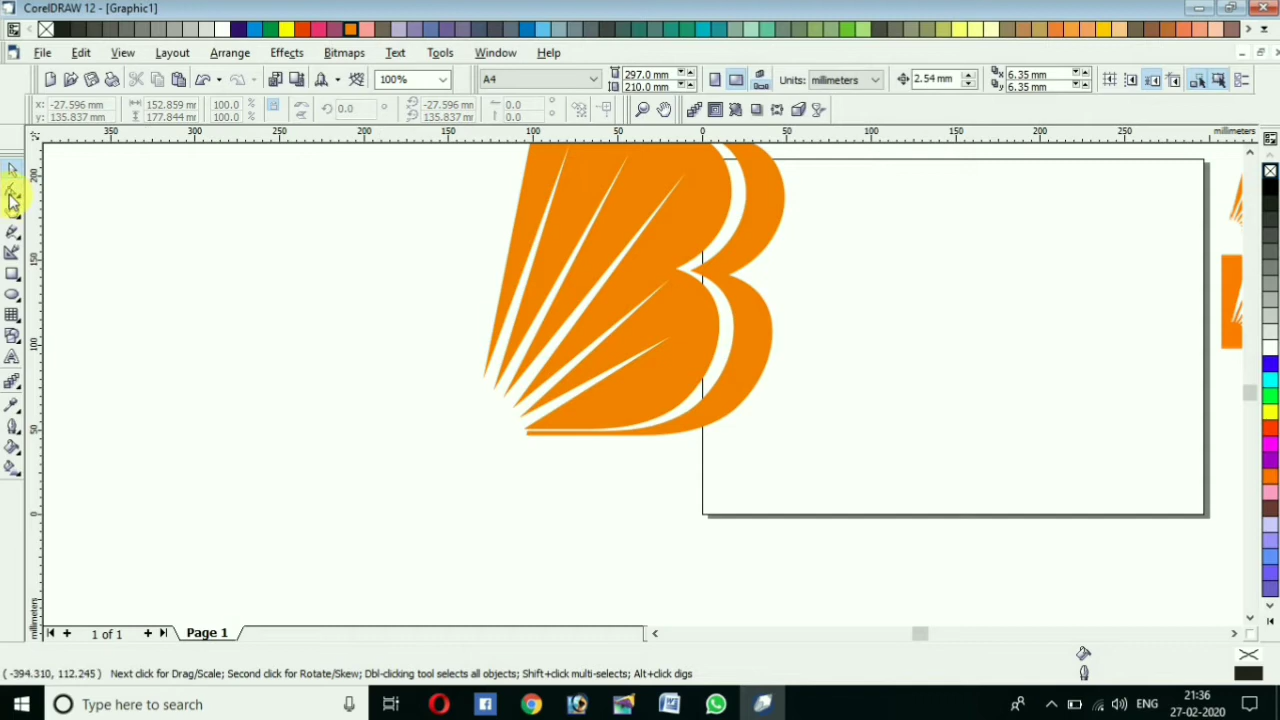 CorelDRAW 12 - [Graphic1]
File Edit View Layout Arrange Effects Bitmaps Text Tools Window Help
100% A4 297.0 mm 210.0 mm Units: millimeters 2.54 mm 6.35 mm 6.35 mm
x: -27.596 mm 152.859 mm 100.0 % 0.0 ° -27.596 mm 0.0 °
y: 135.837 mm 177.844 mm 100.0 % 135.837 mm 0.0 °
350 300 250 200 150 100 50 0 50 100 150 200 250 millimeters
200
150
100
50
0
millimeters
1 of 1 Page 1
(-394.310, 112.245) Next click for Drag/Scale; Second click for Rotate/Skew; Dbl-clicking tool selects all objects; Shift+click multi-selects; Alt+click digs
Type here to search
ENG
21:36
27-02-2020